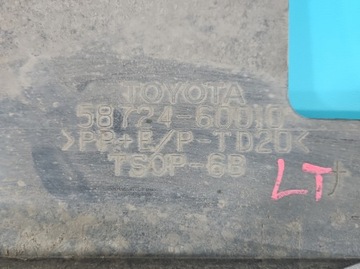 TOYOTA
58724-60010
>PP+E/P-TD20<
TSOP-6B
LT